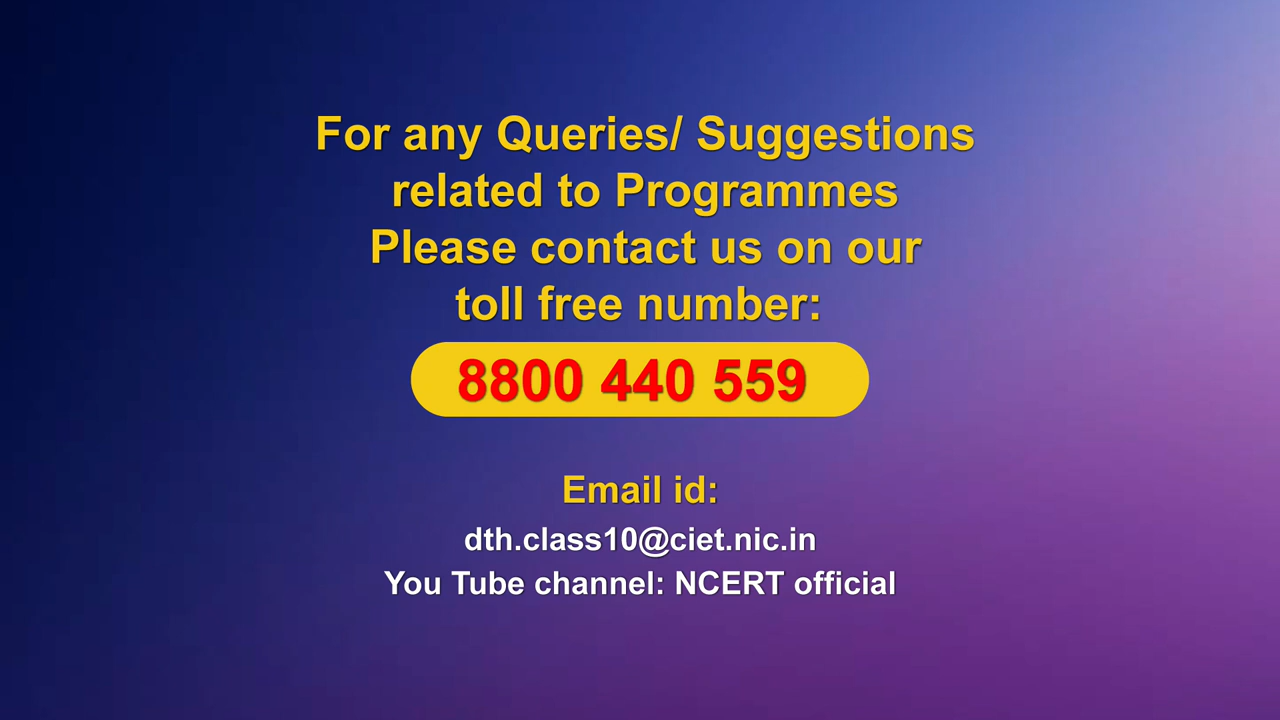 For any Queries/ Suggestions
related to Programmes
Please contact us on our
toll free number:
8800 440 559
Email id:
dth.class10@ciet.nic.in
You Tube channel: NCERT official